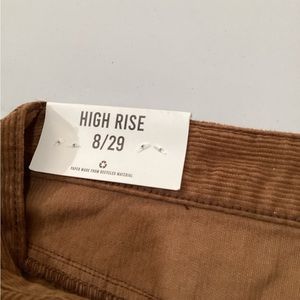 HIGH RISE
8/29
PAPER MADE FROM RECYCLED MATERIAL